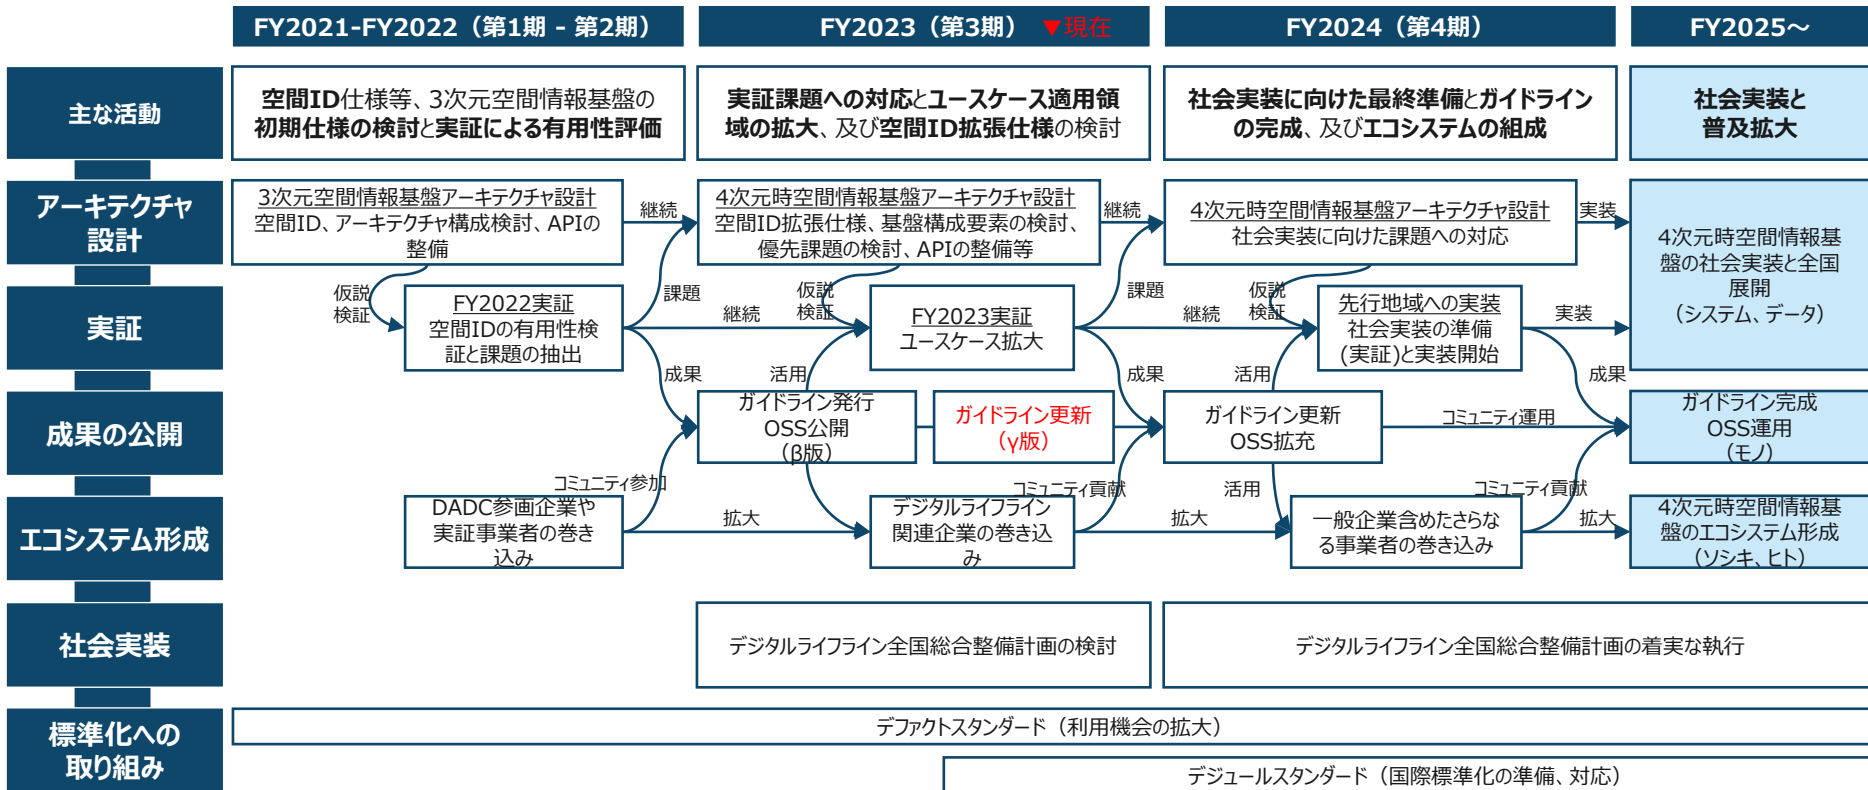 FY2021-FY2022（第1期 - 第2期）
FY2023（第3期）　▼現在
FY2024（第4期）
FY2025～
主な活動
空間ID仕様等、3次元空間情報基盤の
初期仕様の検討と実証による有用性評価
実証課題への対応とユースケース適用領
域の拡大、及び空間ID拡張仕様の検討
社会実装に向けた最終準備とガイドライン
の完成、及びエコシステムの組成
社会実装と
普及拡大
アーキテクチャ
設計
3次元空間情報基盤アーキテクチャ設計
空間ID、アーキテクチャ構成検討、APIの
整備
継続
4次元時空間情報基盤アーキテクチャ設計
空間ID拡張仕様、基盤構成要素の検討、
優先課題の検討、APIの整備等
継続
4次元時空間情報基盤アーキテクチャ設計
社会実装に向けた課題への対応
実装
4次元時空間情報基
盤の社会実装と全国
展開
（システム、データ）
実証
仮説
検証
FY2022実証
空間IDの有用性検
証と課題の抽出
課題
継続
仮説
検証
FY2023実証
ユースケース拡大
課題
継続
仮説
検証
先行地域への実装
社会実装の準備
(実証)と実装開始
実装
成果
活用
成果
活用
成果
成果の公開
ガイドライン発行
OSS公開
（β版）
ガイドライン更新
（γ版）
ガイドライン更新
OSS拡充
コミュニティ運用
ガイドライン完成
OSS運用
（モノ）
コミュニティ参加
コミュニティ貢献
活用
コミュニティ貢献
エコシステム形成
DADC参画企業や
実証事業者の巻き
込み
拡大
デジタルライフライン
関連企業の巻き込
み
拡大
一般企業含めたさらな
る事業者の巻き込み
拡大
4次元時空間情報基
盤のエコシステム形成
（ソシキ、ヒト）
社会実装
デジタルライフライン全国総合整備計画の検討
デジタルライフライン全国総合整備計画の着実な執行
標準化への
取り組み
デファクトスタンダード（利用機会の拡大）
デジュールスタンダード（国際標準化の準備、対応）